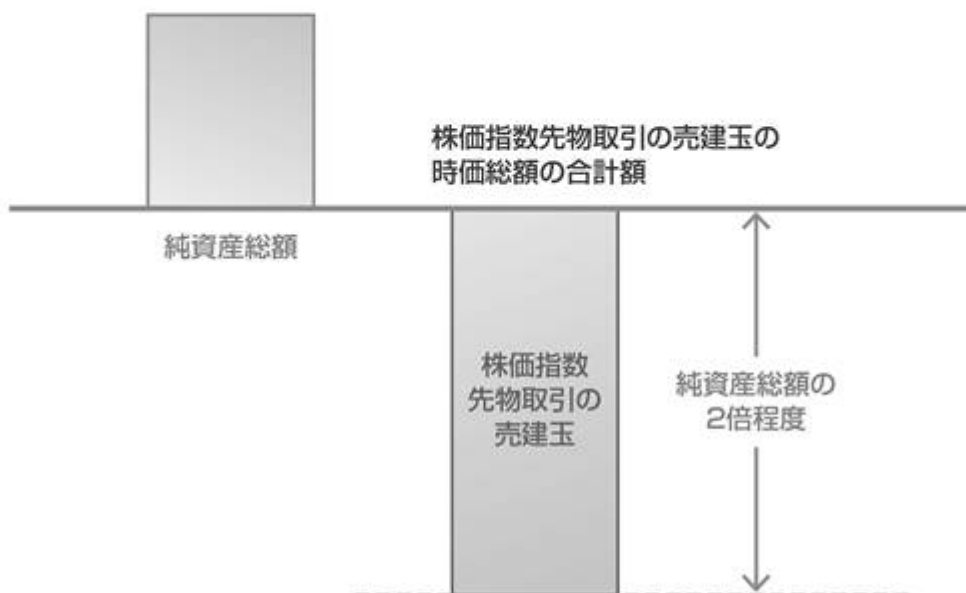 株価指数先物取引の売建玉の
時価総額の合計額
純資産総額
株価指数
先物取引の
売建玉
純資産総額の
2倍程度